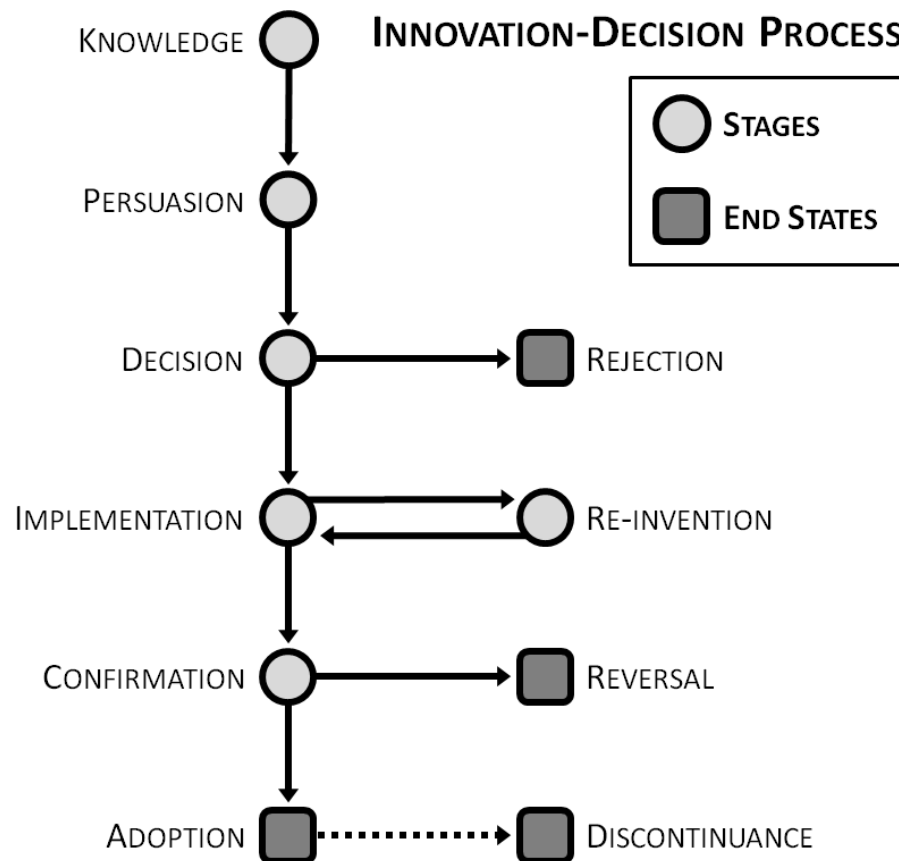 INNOVATION-DECISION PROCESS
KNOWLEDGE
STAGES
END STATES
PERSUASION
DECISION
REJECTION
IMPLEMENTATION
RE-INVENTION
CONFIRMATION
REVERSAL
ADOPTION
DISCONTINUANCE